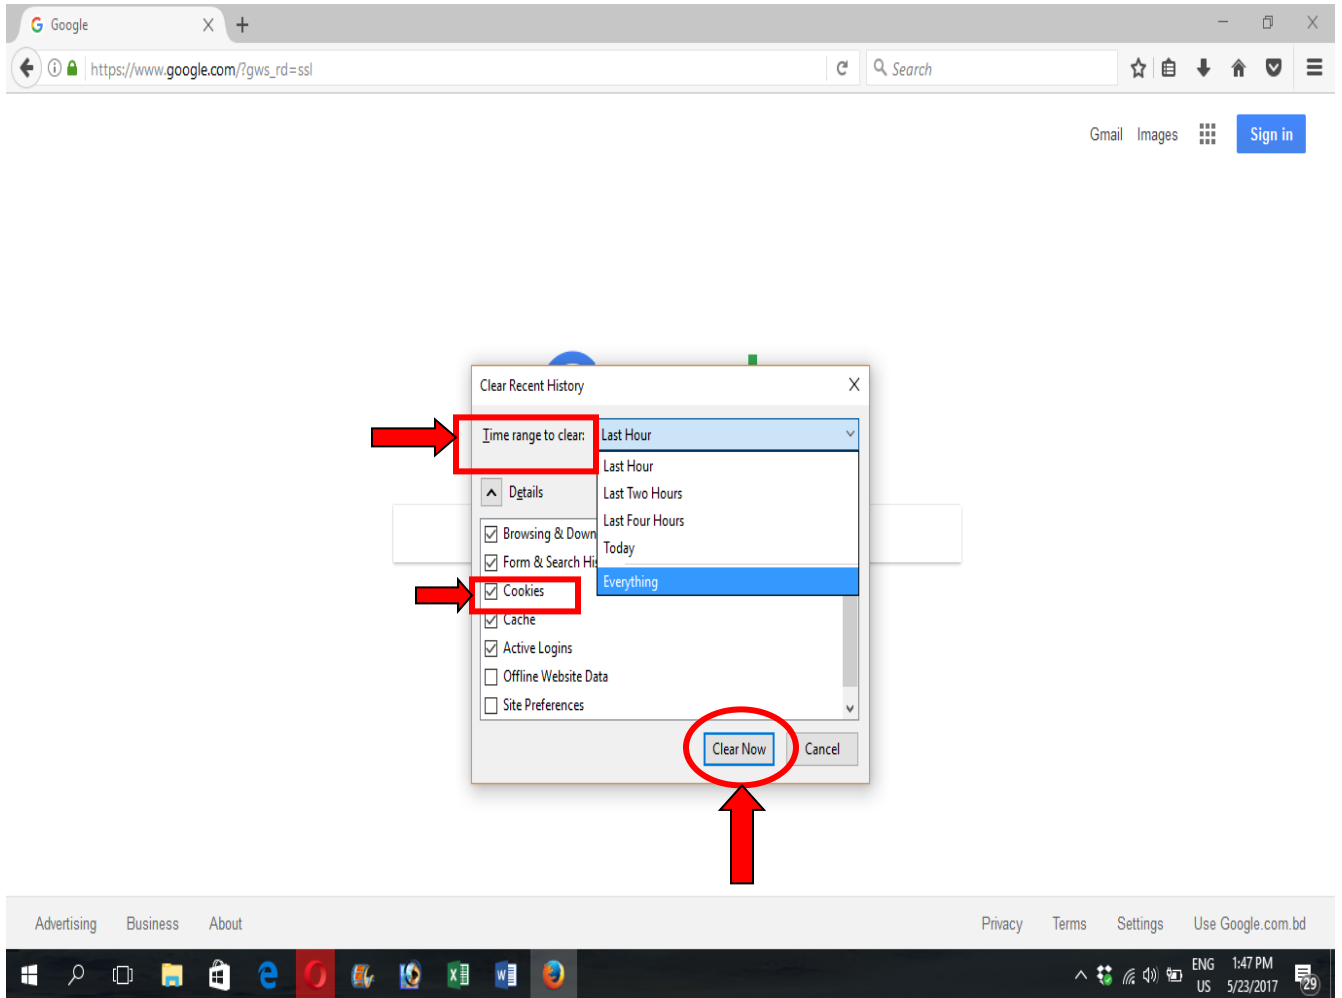 Google
https://www.google.com/?gws_rd=ssl
Search
Gmail Images Sign in
Clear Recent History
Time range to clear: Last Hour
Last Hour
Details
Last Two Hours
Last Four Hours
Browsing & Down
Today
Form & Search His
Everything
Cookies
Cache
Active Logins
Offline Website Data
Site Preferences
Clear Now Cancel
Advertising Business About Privacy Terms Settings Use Google.com.bd
ENG 1:47 PM
US 5/23/2017 29